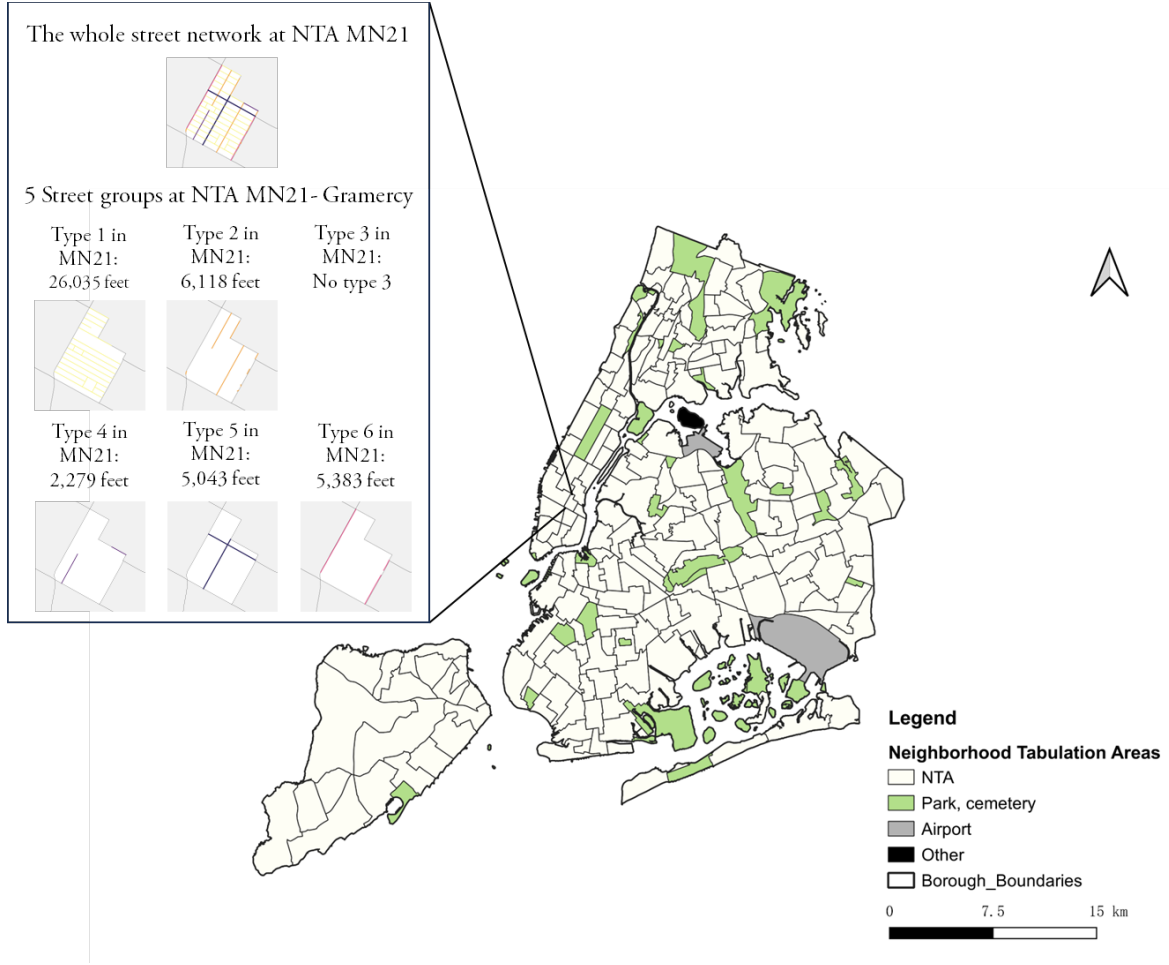 The whole street network at NTA MN21
5 Street groups at NTA MN21- Gramercy
Type 1 in
MN21:
26,035 feet
Type 2 in
MN21:
6,118 feet
Type 3 in
MN21:
No type 3
Type 4 in
MN21:
2,279 feet
Type 5 in
MN21:
5,043 feet
Type 6 in
MN21:
5,383 feet
Legend
Neighborhood Tabulation Areas
NTA
Park, cemetery
Airport
Other
Borough_Boundaries
0 7.5 15 km